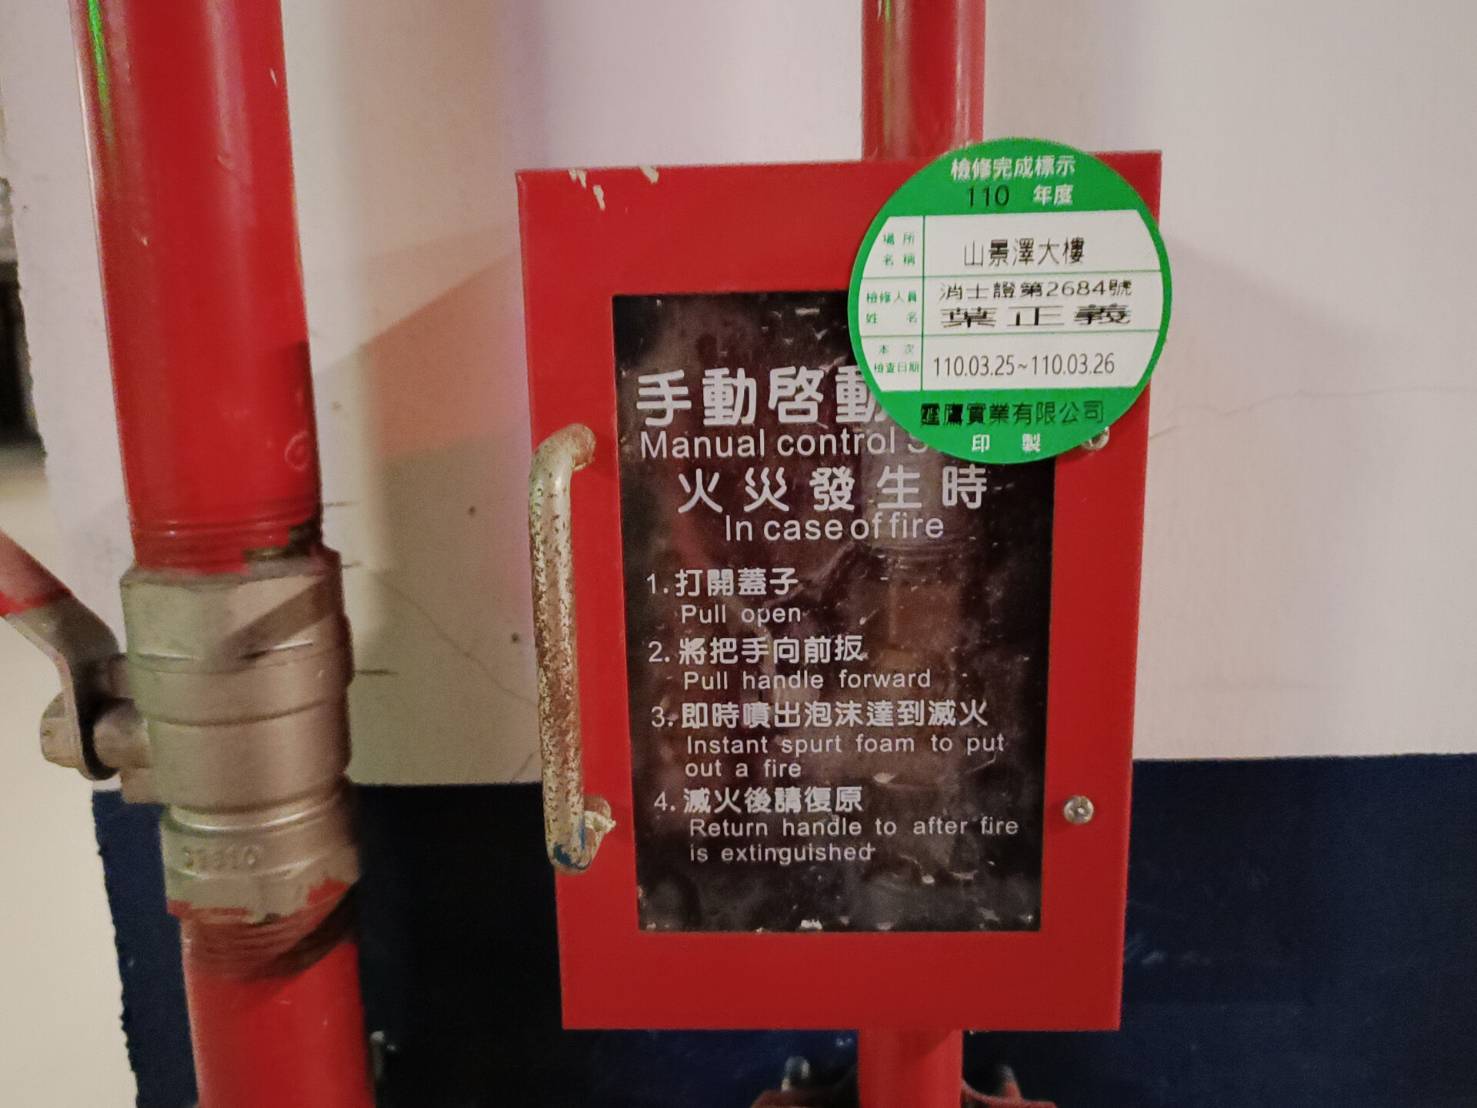 檢修完成標示
110 年度
場所名稱 山景澤大樓
檢修人員姓名 消士證第2684號 葉正義
本次檢查日期 110.03.25~110.03.26
霆鷹實業有限公司
印 製
手動啓動
Manual control
火災發生時
In case of fire
1. 打開蓋子
Pull open
2. 將把手向前扳
Pull handle forward
3. 即時噴出泡沫達到滅火
Instant spurt foam to put
out a fire
4. 滅火後請復原
Return handle to after fire
is extinguished